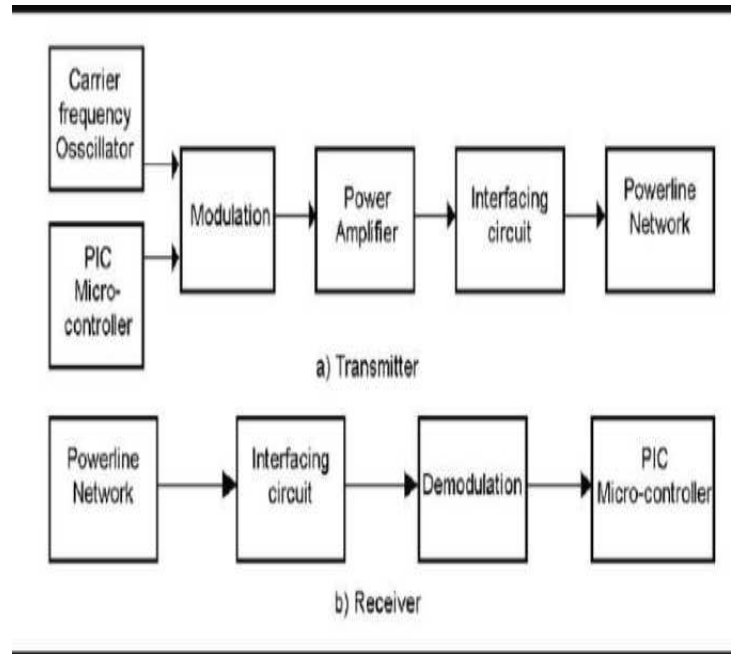 Carrier
frequency
Osscillator
PIC
Micro-
controller
Modulation
Power
Amplifier
Interfacing
circuit
Powerline
Network
a) Transmitter
Powerline
Network
Interfacing
circuit
Demodulation
PIC
Micro-controller
b) Receiver